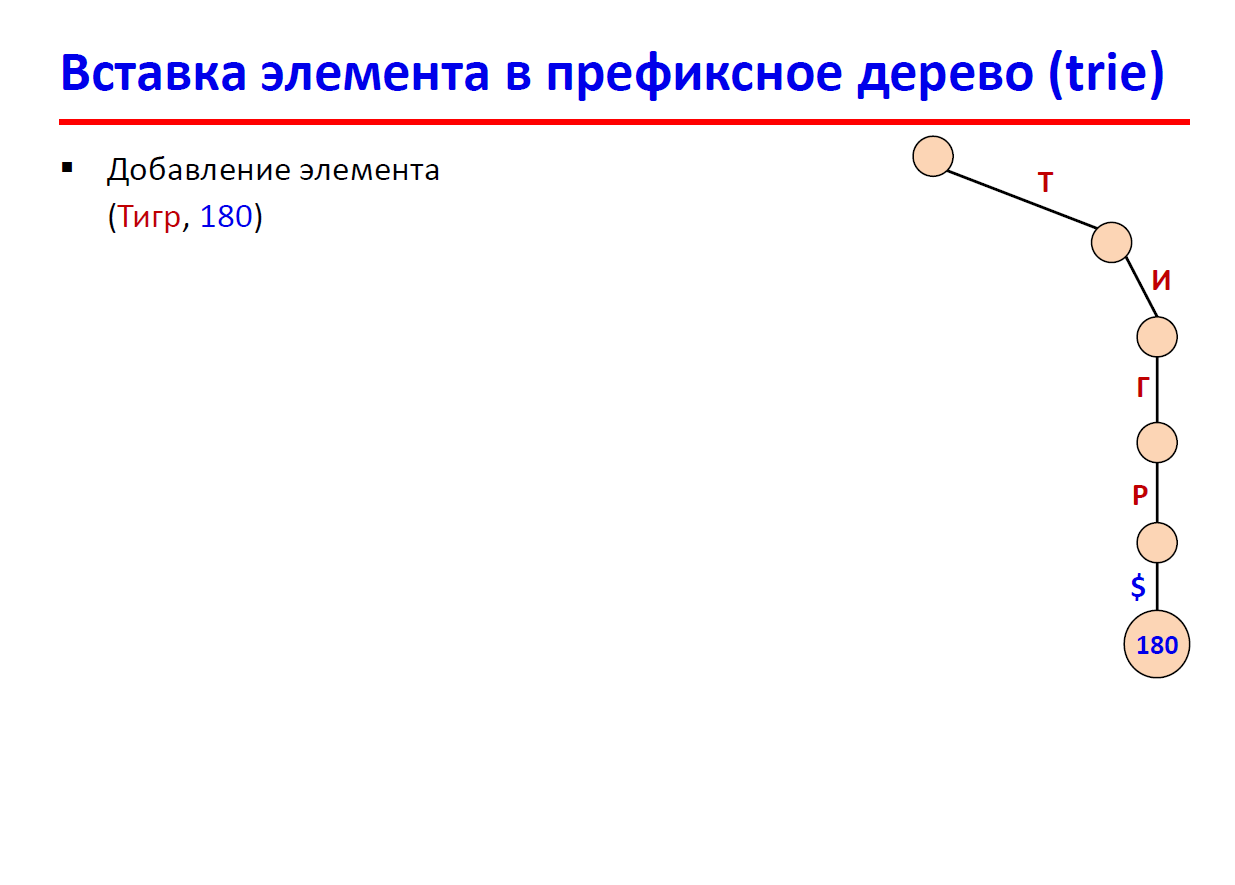 Вставка элемента в префиксное дерево (trie)
▪ Добавление элемента
(Тигр, 180)
Т
И
Г
Р
$
180